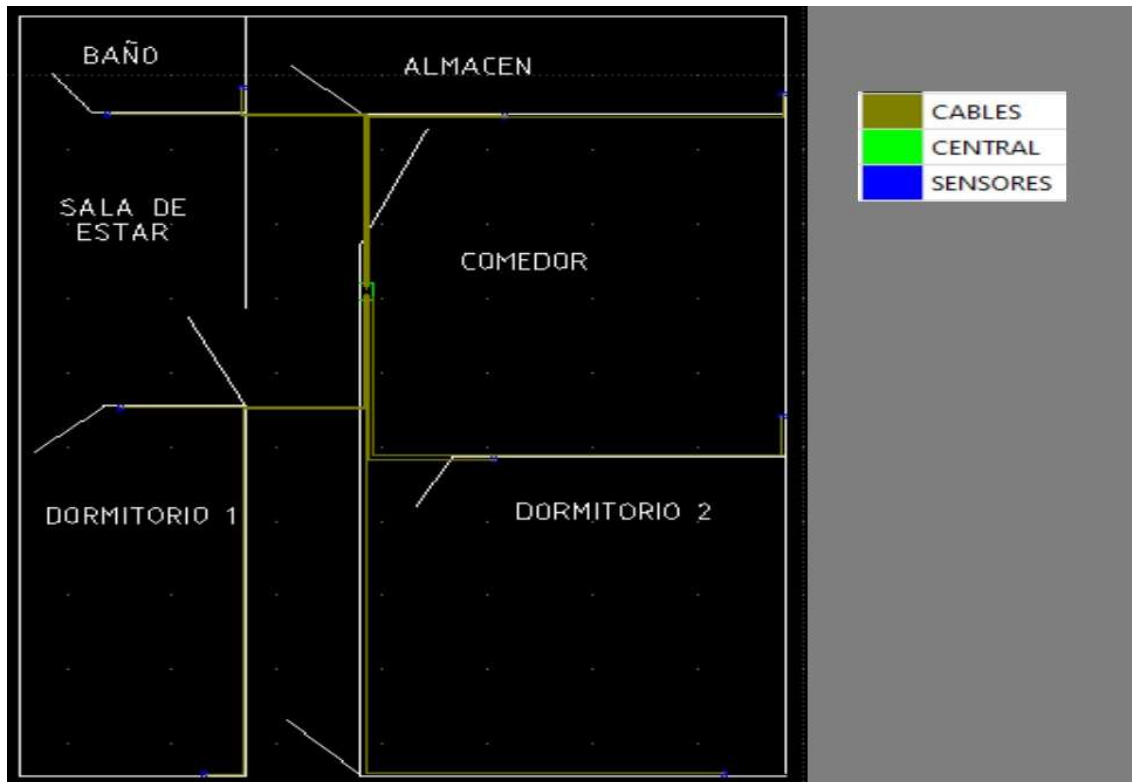 BAÑO
ALMACEN
CABLES
CENTRAL
SENSORES
SALA DE
ESTAR
COMEDOR
DORMITORIO 1
DORMITORIO 2